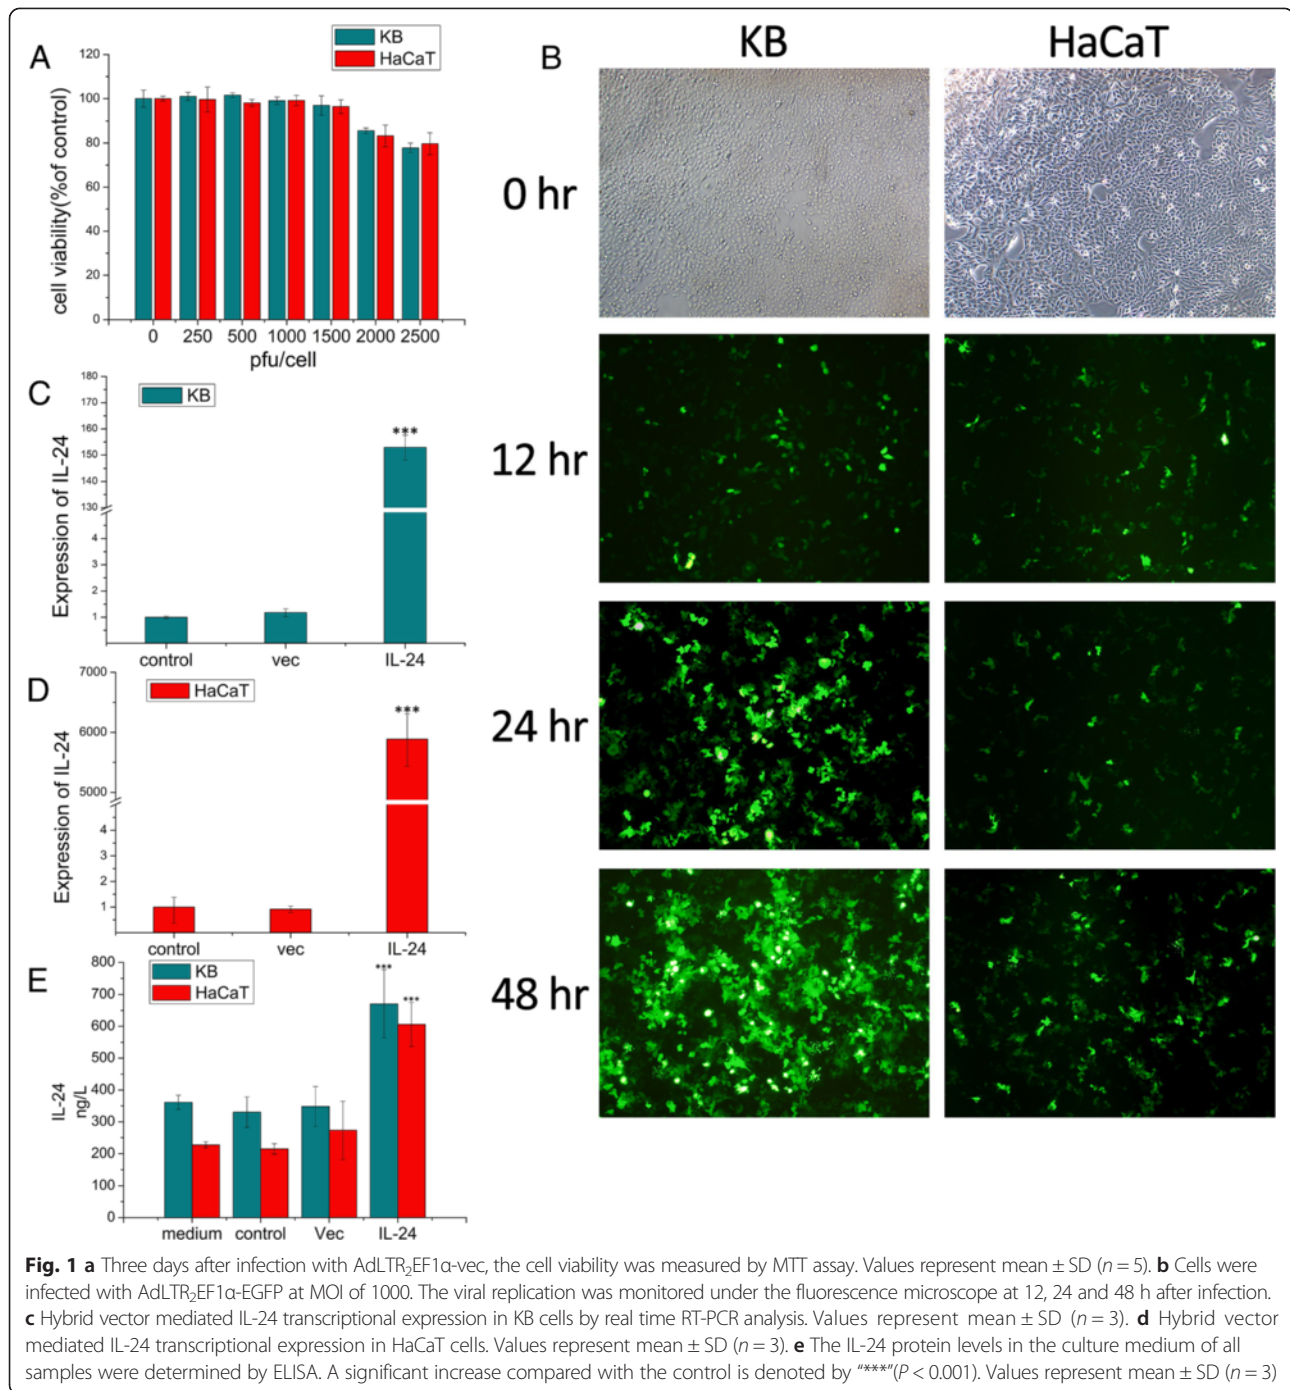 A
KB
HaCaT
120
100
80
60
40
20
0
cell viability(%of control)
0 250 500 1000 1500 2000 2500
pfu/cell
B
KB HaCaT
0 hr
12 hr
24 hr
48 hr
C
KB
180
170
160
150
140
130
4
3
2
1
Expression of IL-24
***
control vec IL-24
D
HaCaT
7000
6000
5000
4
3
2
1
Expression of IL-24
***
control vec IL-24
E
KB
HaCaT
800
700
600
500
400
300
200
100
0
IL-24
ng/L
***
***
medium control Vec IL-24
Fig. 1 a Three days after infection with AdLTR₂EF1α-vec, the cell viability was measured by MTT assay. Values represent mean ± SD (n = 5). b Cells were
infected with AdLTR₂EF1α-EGFP at MOI of 1000. The viral replication was monitored under the fluorescence microscope at 12, 24 and 48 h after infection.
c Hybrid vector mediated IL-24 transcriptional expression in KB cells by real time RT-PCR analysis. Values represent mean ± SD (n = 3). d Hybrid vector
mediated IL-24 transcriptional expression in HaCaT cells. Values represent mean ± SD (n = 3). e The IL-24 protein levels in the culture medium of all
samples were determined by ELISA. A significant increase compared with the control is denoted by “***”(P < 0.001). Values represent mean ± SD (n = 3)